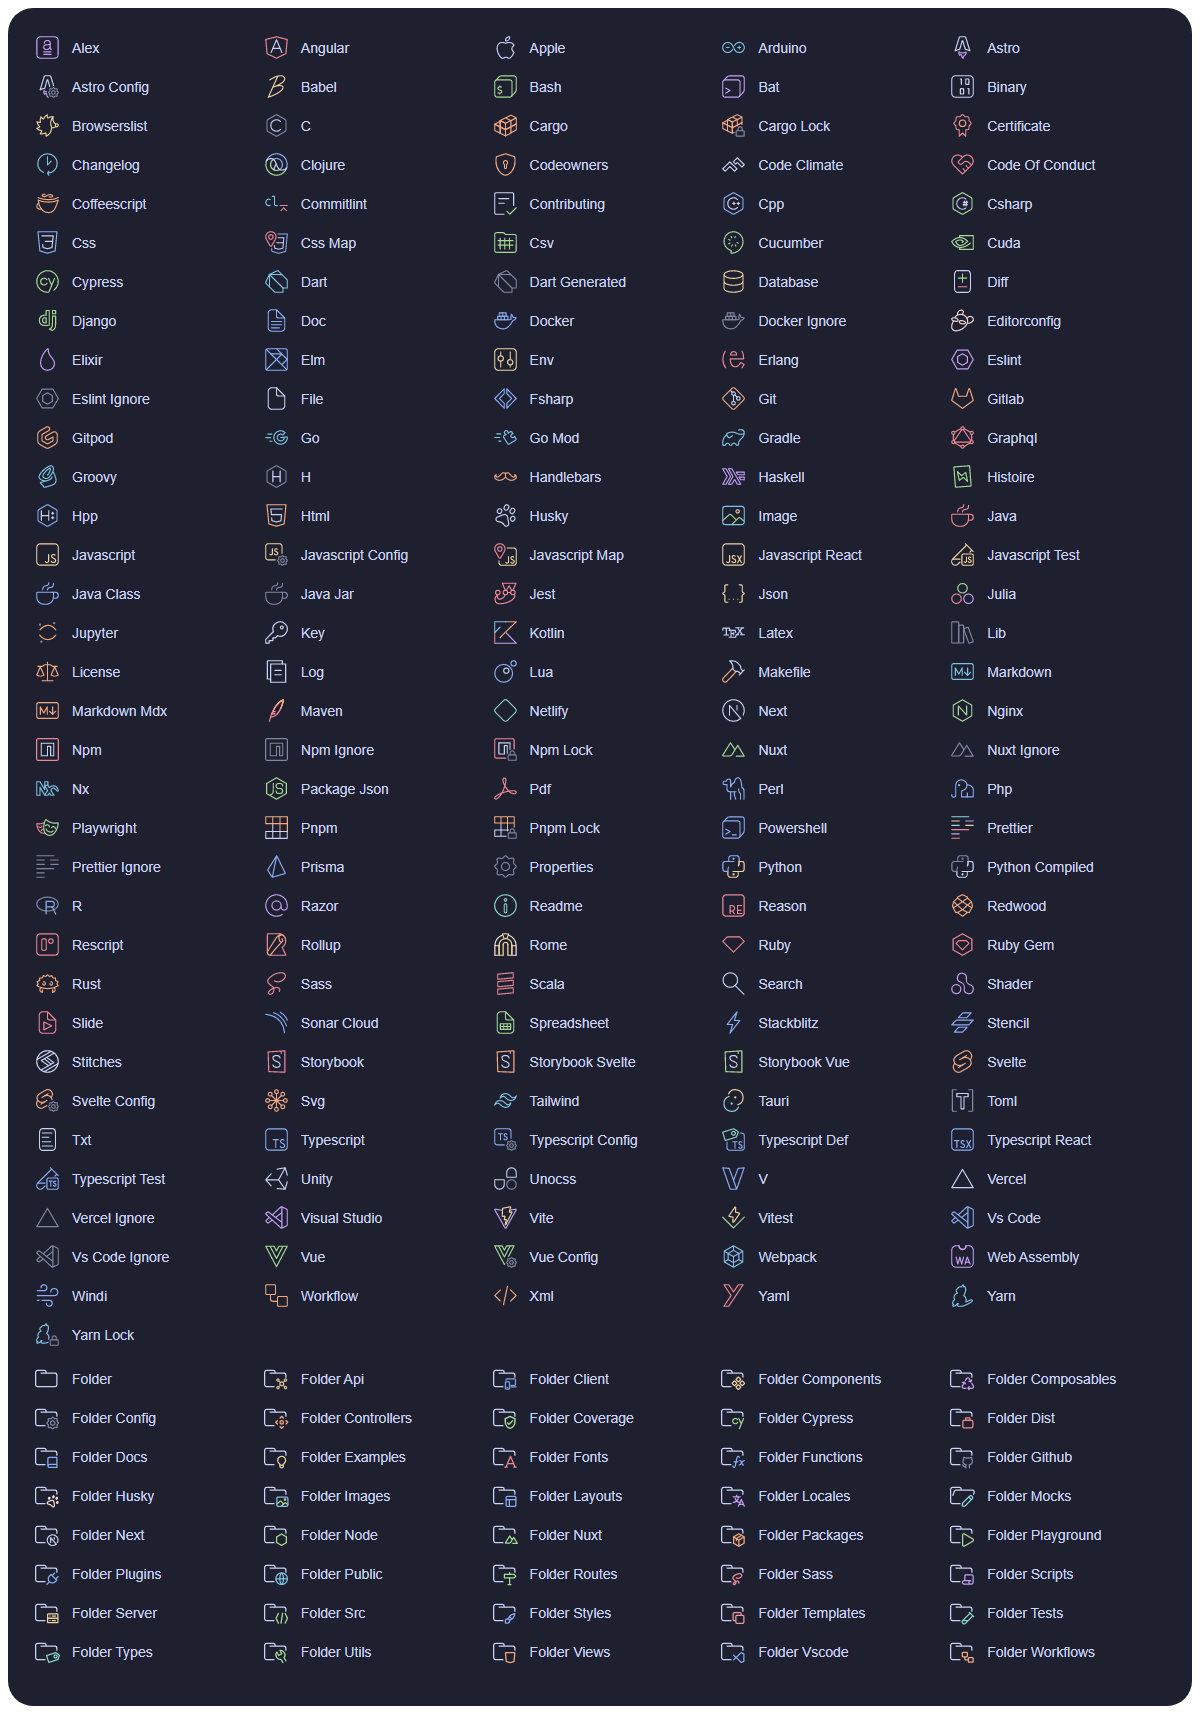 Alex Angular Apple Arduino Astro
Astro Config Babel Bash Bat Binary
Browserslist C Cargo Cargo Lock Certificate
Changelog Clojure Codeowners Code Climate Code Of Conduct
Coffeescript Commitlint Contributing Cpp Csharp
Css Css Map Csv Cucumber Cuda
Cypress Dart Dart Generated Database Diff
Django Doc Docker Docker Ignore Editorconfig
Elixir Elm Env Erlang Eslint
Eslint Ignore File Fsharp Git Gitlab
Gitpod Go Go Mod Gradle Graphql
Groovy H Handlebars Haskell Histoire
Hpp Html Husky Image Java
Javascript Javascript Config Javascript Map Javascript React Javascript Test
Java Class Java Jar Jest Json Julia
Jupyter Key Kotlin Latex Lib
License Log Lua Makefile Markdown
Markdown Mdx Maven Netlify Next Nginx
Npm Npm Ignore Npm Lock Nuxt Nuxt Ignore
Nx Package Json Pdf Perl Php
Playwright Pnpm Pnpm Lock Powershell Prettier
Prettier Ignore Prisma Properties Python Python Compiled
R Razor Readme Reason Redwood
Rescript Rollup Rome Ruby Ruby Gem
Rust Sass Scala Search Shader
Slide Sonar Cloud Spreadsheet Stackblitz Stencil
Stitches Storybook Storybook Svelte Storybook Vue Svelte
Svelte Config Svg Tailwind Tauri Toml
Txt Typescript Typescript Config Typescript Def Typescript React
Typescript Test Unity Unocss V Vercel
Vercel Ignore Visual Studio Vite Vitest Vs Code
Vs Code Ignore Vue Vue Config Webpack Web Assembly
Windi Workflow Xml Yaml Yarn
Yarn Lock
Folder Folder Api Folder Client Folder Components Folder Composables
Folder Config Folder Controllers Folder Coverage Folder Cypress Folder Dist
Folder Docs Folder Examples Folder Fonts Folder Functions Folder Github
Folder Husky Folder Images Folder Layouts Folder Locales Folder Mocks
Folder Next Folder Node Folder Nuxt Folder Packages Folder Playground
Folder Plugins Folder Public Folder Routes Folder Sass Folder Scripts
Folder Server Folder Src Folder Styles Folder Templates Folder Tests
Folder Types Folder Utils Folder Views Folder Vscode Folder Workflows